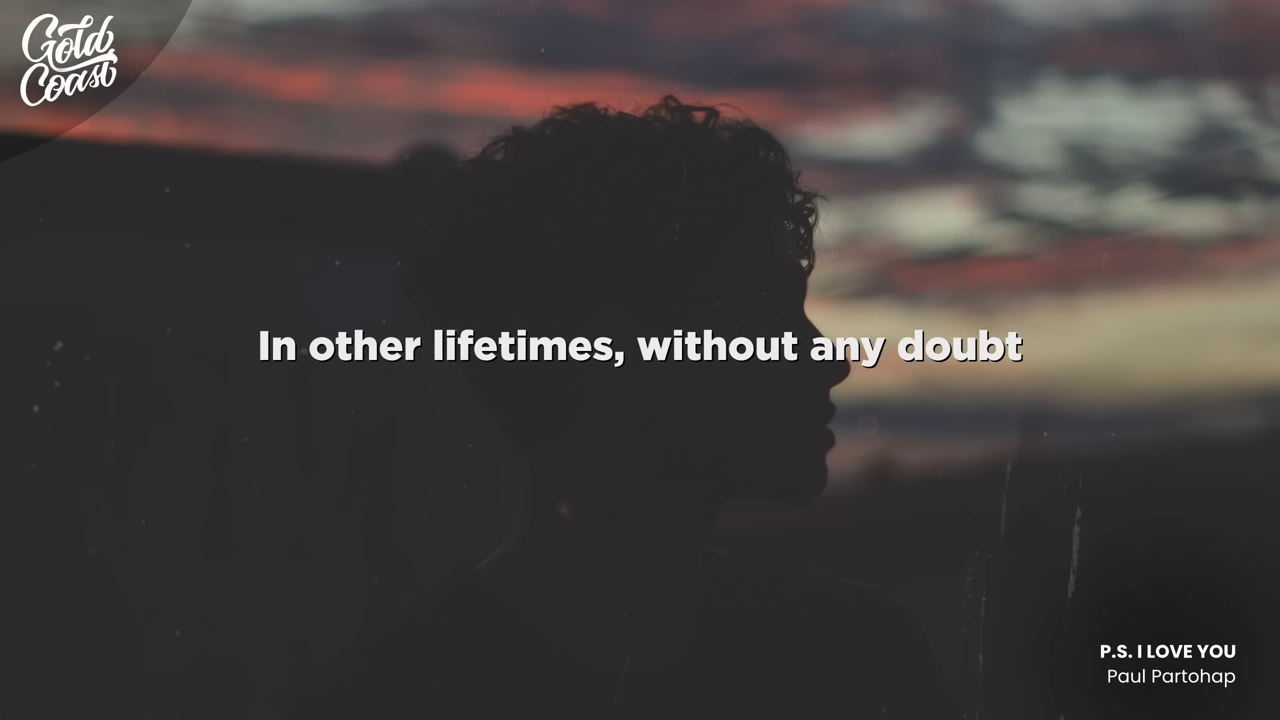 Gold
Coast
In other lifetimes, without any doubt
P.S. I LOVE YOU
Paul Partohap